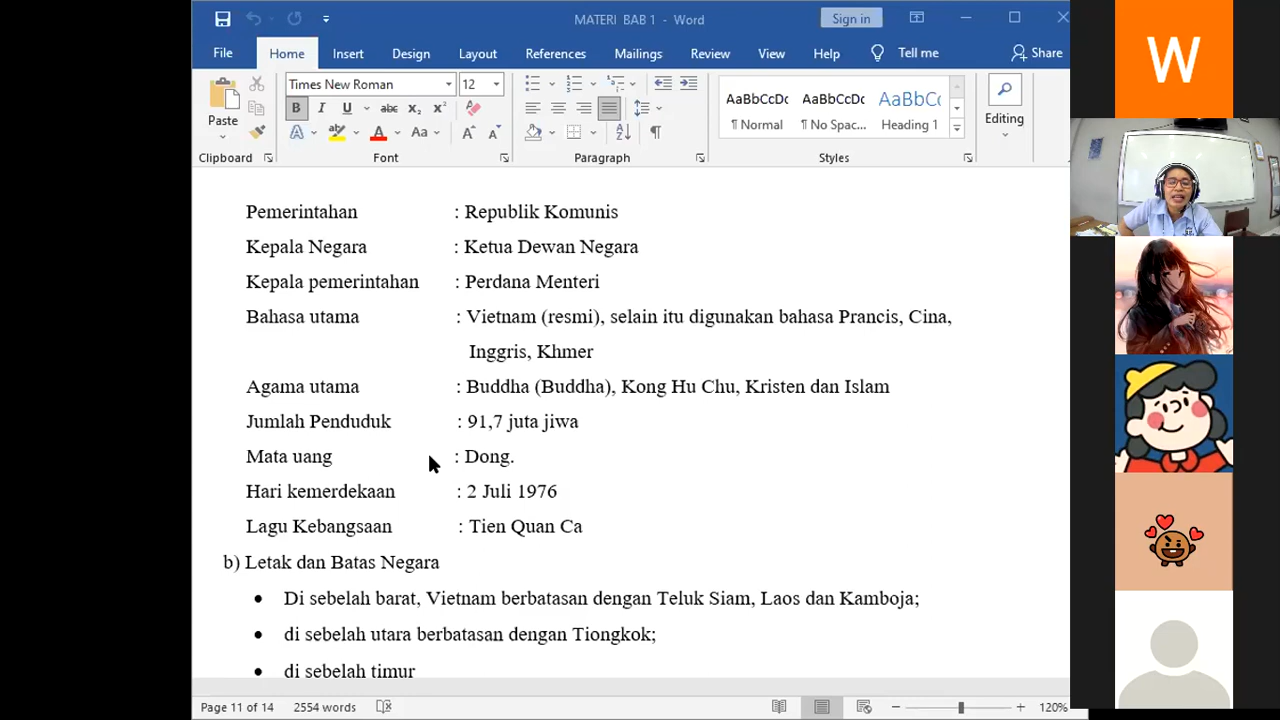 MATERI BAB 1 - Word
Sign in
File Home Insert Design Layout References Mailings Review View Help Tell me Share
Times New Roman 12
AaBbCcDc AaBbCcDc AaBbC
Paste
B I U abc X₂ X²
A A Aa A A
¶ Normal ¶ No Spac... Heading 1
Editing
Clipboard Font Paragraph Styles
Pemerintahan : Republik Komunis
Kepala Negara : Ketua Dewan Negara
Kepala pemerintahan : Perdana Menteri
Bahasa utama : Vietnam (resmi), selain itu digunakan bahasa Prancis, Cina,
Inggris, Khmer
Agama utama : Buddha (Buddha), Kong Hu Chu, Kristen dan Islam
Jumlah Penduduk : 91,7 juta jiwa
Mata uang : Dong.
Hari kemerdekaan : 2 Juli 1976
Lagu Kebangsaan : Tien Quan Ca
b) Letak dan Batas Negara
• Di sebelah barat, Vietnam berbatasan dengan Teluk Siam, Laos dan Kamboja;
• di sebelah utara berbatasan dengan Tiongkok;
• di sebelah timur
Page 11 of 14 2554 words 120%
W